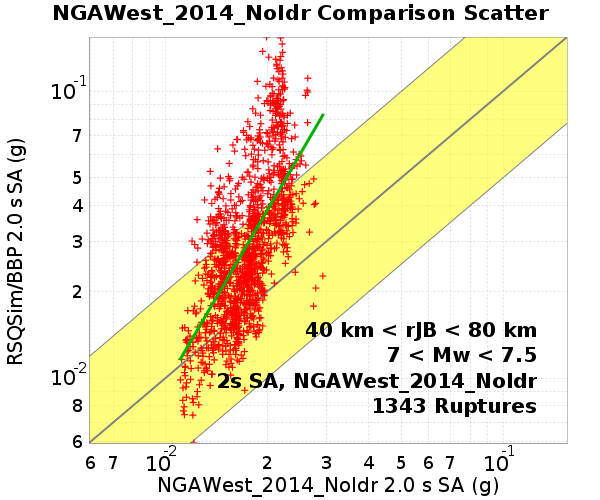 NGAWest_2014_NoIdr Comparison Scatter
RSQSim/BBP 2.0 s SA (g)
10-1
7
5
4
3
2
10-2
8
6
40 km < rJB < 80 km
7 < Mw < 7.5
2s SA, NGAWest_2014_NoIdr
1343 Ruptures
6 7 10-2 2 3 4 5 6 7 8 10-1
NGAWest_2014_NoIdr 2.0 s SA (g)